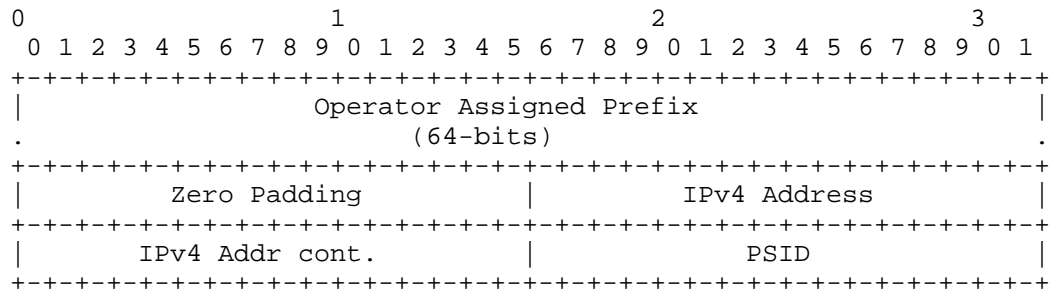 0                   1                   2                   3
 0 1 2 3 4 5 6 7 8 9 0 1 2 3 4 5 6 7 8 9 0 1 2 3 4 5 6 7 8 9 0 1
+-+-+-+-+-+-+-+-+-+-+-+-+-+-+-+-+-+-+-+-+-+-+-+-+-+-+-+-+-+-+-+-+
|                  Operator Assigned Prefix                     |
.                        (64-bits)                              .
+-+-+-+-+-+-+-+-+-+-+-+-+-+-+-+-+-+-+-+-+-+-+-+-+-+-+-+-+-+-+-+-+
|         Zero Padding          |         IPv4 Address          |
+-+-+-+-+-+-+-+-+-+-+-+-+-+-+-+-+-+-+-+-+-+-+-+-+-+-+-+-+-+-+-+-+
|       IPv4 Addr cont.         |             PSID              |
+-+-+-+-+-+-+-+-+-+-+-+-+-+-+-+-+-+-+-+-+-+-+-+-+-+-+-+-+-+-+-+-+